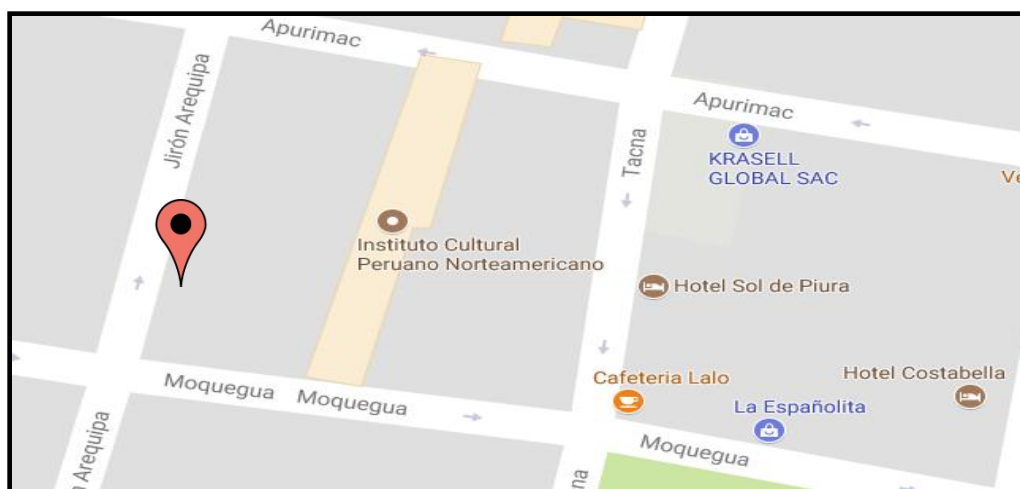 Apurimac
Jirón Arequipa
Apurimac
Tacna
KRASELL
GLOBAL SAC
Instituto Cultural
Peruano Norteamericano
Hotel Sol de Piura
Cafeteria Lalo
Hotel Costabella
Moquegua Moquegua
La Españolita
Arequipa
Moquegua